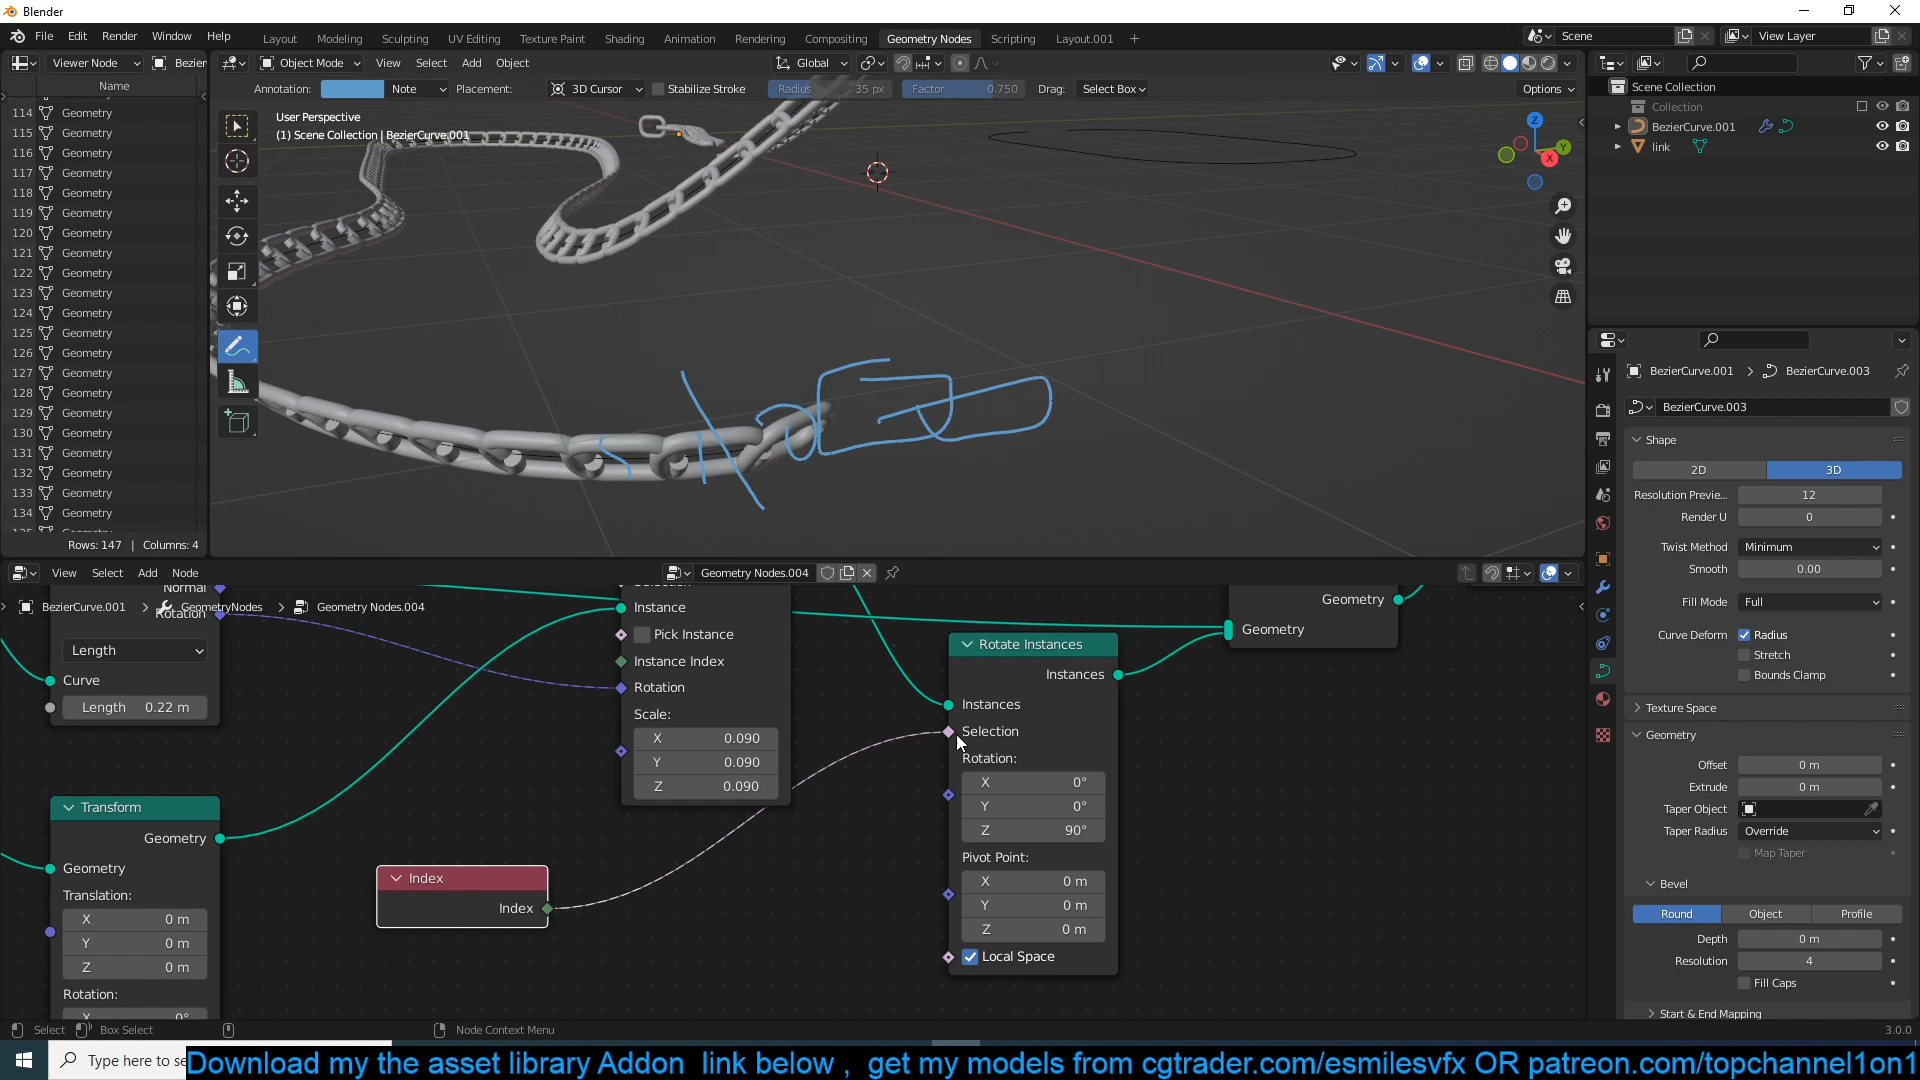 Blender
File Edit Render Window Help
Layout Modeling Sculpting UV Editing Texture Paint Shading Animation Rendering Compositing Geometry Nodes Scripting Layout.001
Scene
View Layer
Viewer Node
Bezier
Object Mode View Select Add Object
Global
Annotation: Note Placement: 3D Cursor Stabilize Stroke Radius 35 px Factor 0.750 Drag: Select Box
Options
Name
114 Geometry
115 Geometry
116 Geometry
117 Geometry
118 Geometry
119 Geometry
120 Geometry
121 Geometry
122 Geometry
123 Geometry
124 Geometry
125 Geometry
126 Geometry
127 Geometry
128 Geometry
129 Geometry
130 Geometry
131 Geometry
132 Geometry
133 Geometry
134 Geometry
Rows: 147 | Columns: 4
User Perspective
(1) Scene Collection | BezierCurve.001
Z
Y
X
Scene Collection
Collection
BezierCurve.001
link
BezierCurve.001 > BezierCurve.003
BezierCurve.003
Shape
2D 3D
Resolution Previe... 12
Render U 0
Twist Method Minimum
Smooth 0.00
Fill Mode Full
Curve Deform Radius
Stretch
Bounds Clamp
Texture Space
Geometry
Offset 0 m
Extrude 0 m
Taper Object
Taper Radius Override
Map Taper
Bevel
Round Object Profile
Depth 0 m
Resolution 4
Fill Caps
Start & End Mapping
View Select Add Node
Geometry Nodes.004
BezierCurve.001 > GeometryNodes > Geometry Nodes.004
Normal
Rotation
Length
Curve
Length 0.22 m
Transform
Geometry
Geometry
Translation:
X 0 m
Y 0 m
Z 0 m
Rotation:
X 0°
Instance
Pick Instance
Instance Index
Rotation
Scale:
X 0.090
Y 0.090
Z 0.090
Index
Index
Rotate Instances
Instances
Instances
Selection
Rotation:
X 0°
Y 0°
Z 90°
Pivot Point:
X 0 m
Y 0 m
Z 0 m
Local Space
Geometry
Geometry
Select Box Select Node Context Menu
3.0.0
Type here to se
Download my the asset library Addon link below , get my models from cgtrader.com/esmilesvfx OR patreon.com/topchannel1on1